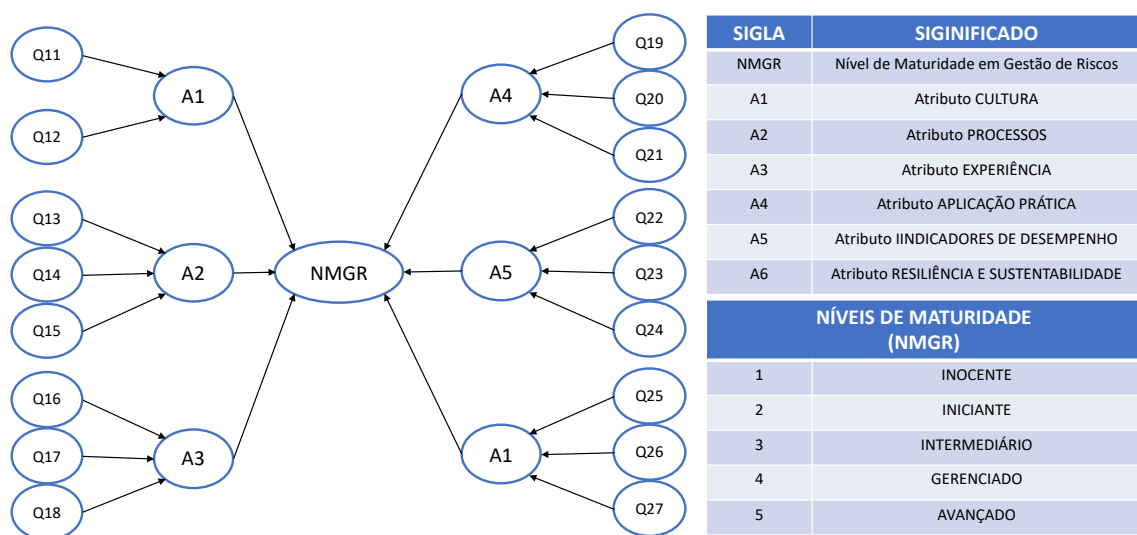 Q11
Q12
A1
Q13
Q14
Q15
A2
Q16
Q17
Q18
A3
NMGR
Q19
Q20
Q21
A4
Q22
Q23
Q24
A5
Q25
Q26
Q27
A1
SIGLA SIGINIFICADO
NMGR Nível de Maturidade em Gestão de Riscos
A1 Atributo CULTURA
A2 Atributo PROCESSOS
A3 Atributo EXPERIÊNCIA
A4 Atributo APLICAÇÃO PRÁTICA
A5 Atributo IINDICADORES DE DESEMPENHO
A6 Atributo RESILIÊNCIA E SUSTENTABILIDADE
NÍVEIS DE MATURIDADE
(NMGR)
1 INOCENTE
2 INICIANTE
3 INTERMEDIÁRIO
4 GERENCIADO
5 AVANÇADO